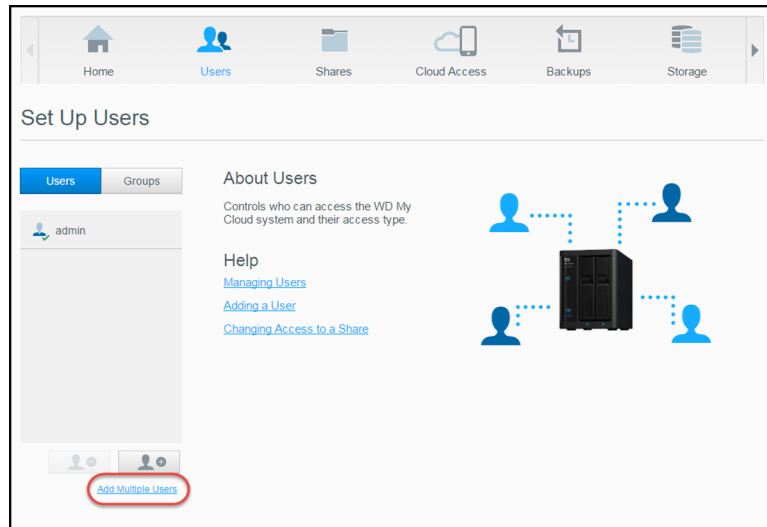 Home
Users
Shares
Cloud Access
Backups
Storage
Set Up Users
Users
Groups
admin
About Users
Controls who can access the WD My
Cloud system and their access type.
Help
Managing Users
Adding a User
Changing Access to a Share
Add Multiple Users